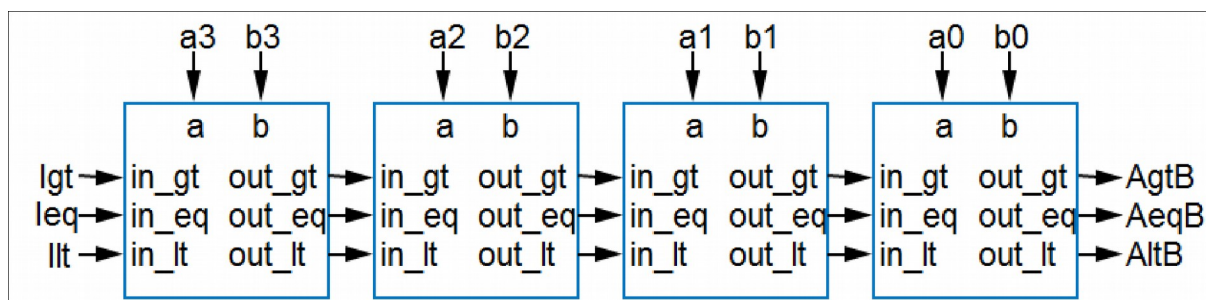 a3 b3 a2 b2 a1 b1 a0 b0
a b a b a b a b
Igt in_gt out_gt in_gt out_gt in_gt out_gt in_gt out_gt AgtB
Ieq in_eq out_eq in_eq out_eq in_eq out_eq in_eq out_eq AeqB
Ilt in_lt out_lt in_lt out_lt in_lt out_lt in_lt out_lt AltB